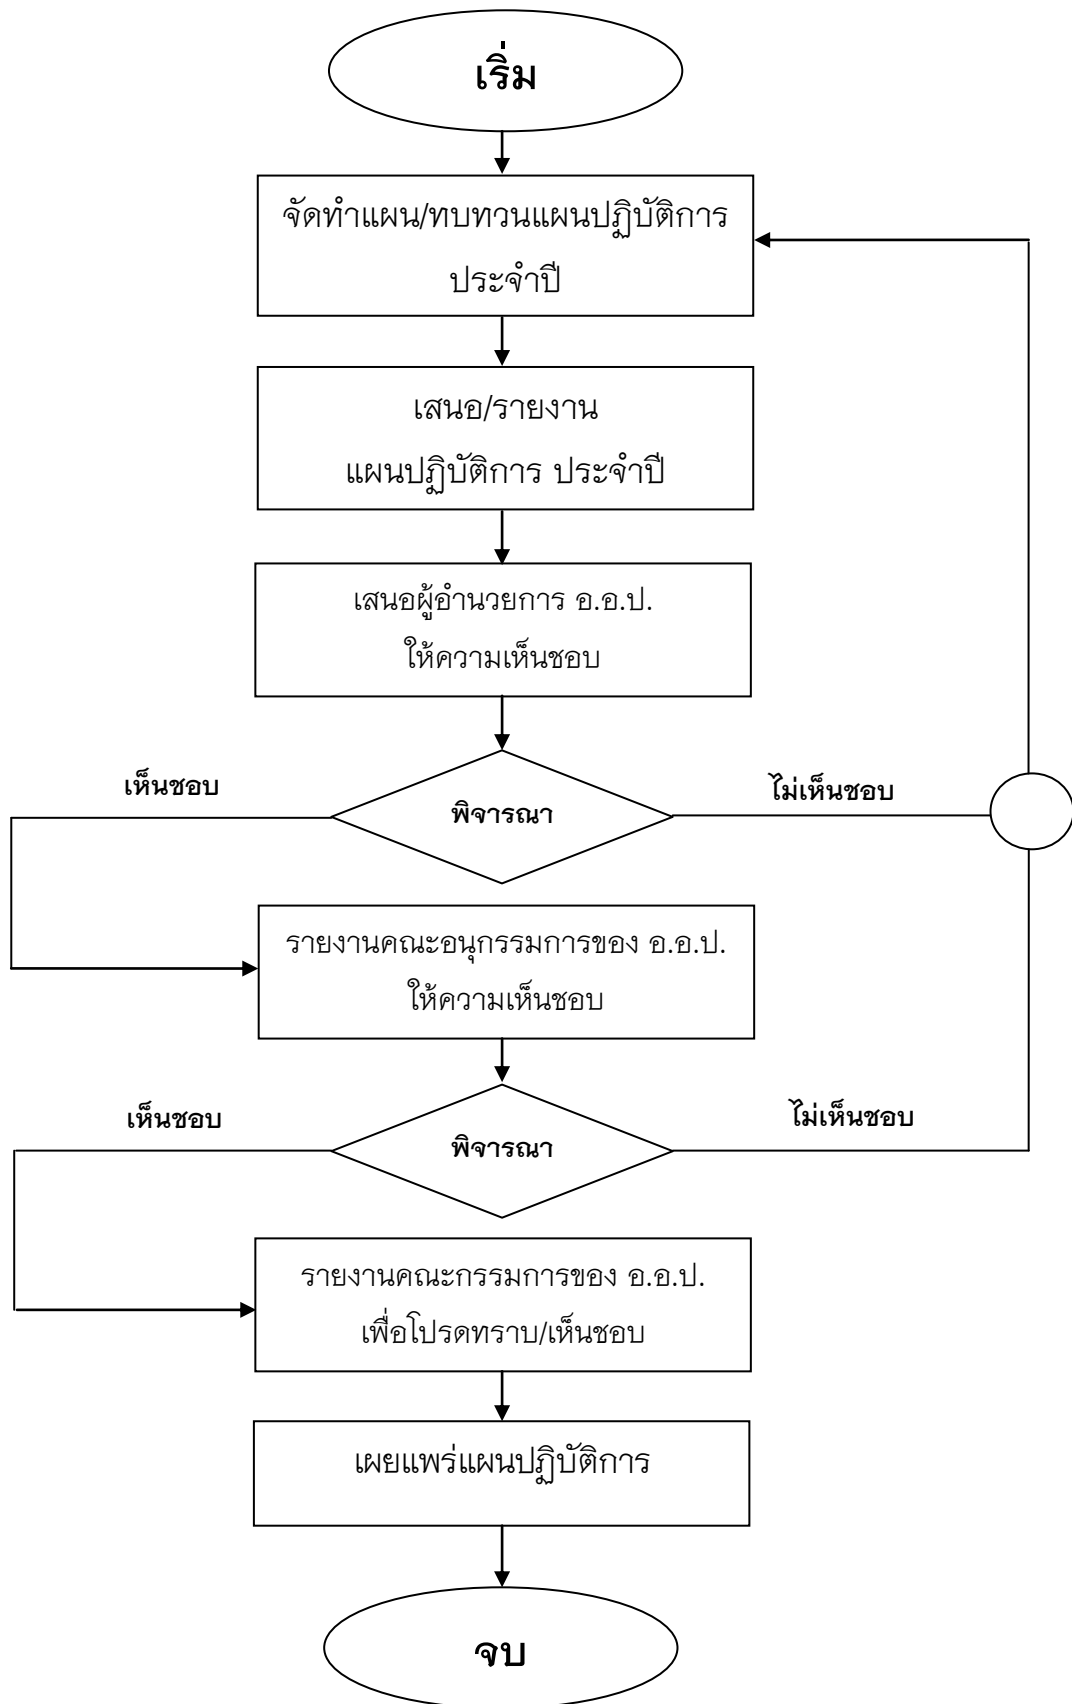 เริ่ม
จัดทำแผน/ทบทวนแผนปฏิบัติการ
ประจำปี
เสนอ/รายงาน
แผนปฏิบัติการ ประจำปี
เสนอผู้อำนวยการ อ.อ.ป.
ให้ความเห็นชอบ
เห็นชอบ
พิจารณา
ไม่เห็นชอบ
รายงานคณะอนุกรรมการของ อ.อ.ป.
ให้ความเห็นชอบ
เห็นชอบ
พิจารณา
ไม่เห็นชอบ
รายงานคณะกรรมการของ อ.อ.ป.
เพื่อโปรดทราบ/เห็นชอบ
เผยแพร่แผนปฏิบัติการ
จบ